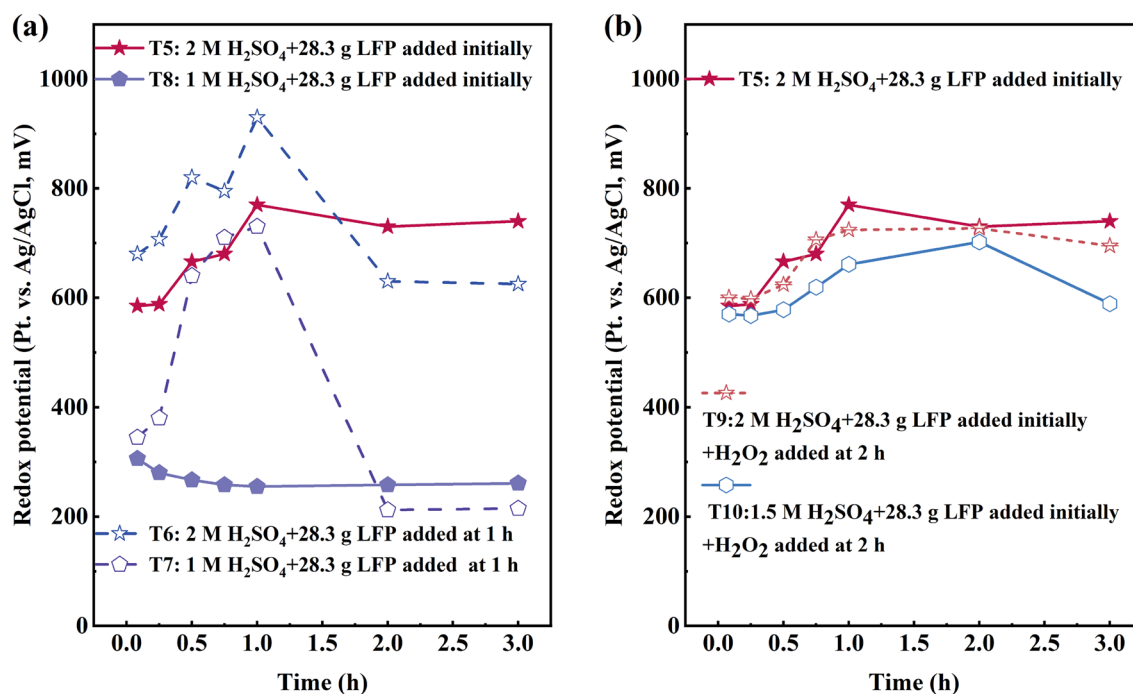 (a)
T5: 2 M H₂SO₄+28.3 g LFP added initially
T8: 1 M H₂SO₄+28.3 g LFP added initially
1000
800
600
400
200
0
T6: 2 M H₂SO₄+28.3 g LFP added at 1 h
T7: 1 M H₂SO₄+28.3 g LFP added at 1 h
0.0 0.5 1.0 1.5 2.0 2.5 3.0
Time (h)
Redox potential (Pt. vs. Ag/AgCl, mV)
(b)
T5: 2 M H₂SO₄+28.3 g LFP added initially
1000
800
600
400
200
0
T9:2 M H₂SO₄+28.3 g LFP added initially
+H₂O₂ added at 2 h
T10:1.5 M H₂SO₄+28.3 g LFP added initially
+H₂O₂ added at 2 h
0.0 0.5 1.0 1.5 2.0 2.5 3.0
Time (h)
Redox potential (Pt. vs. Ag/AgCl, mV)